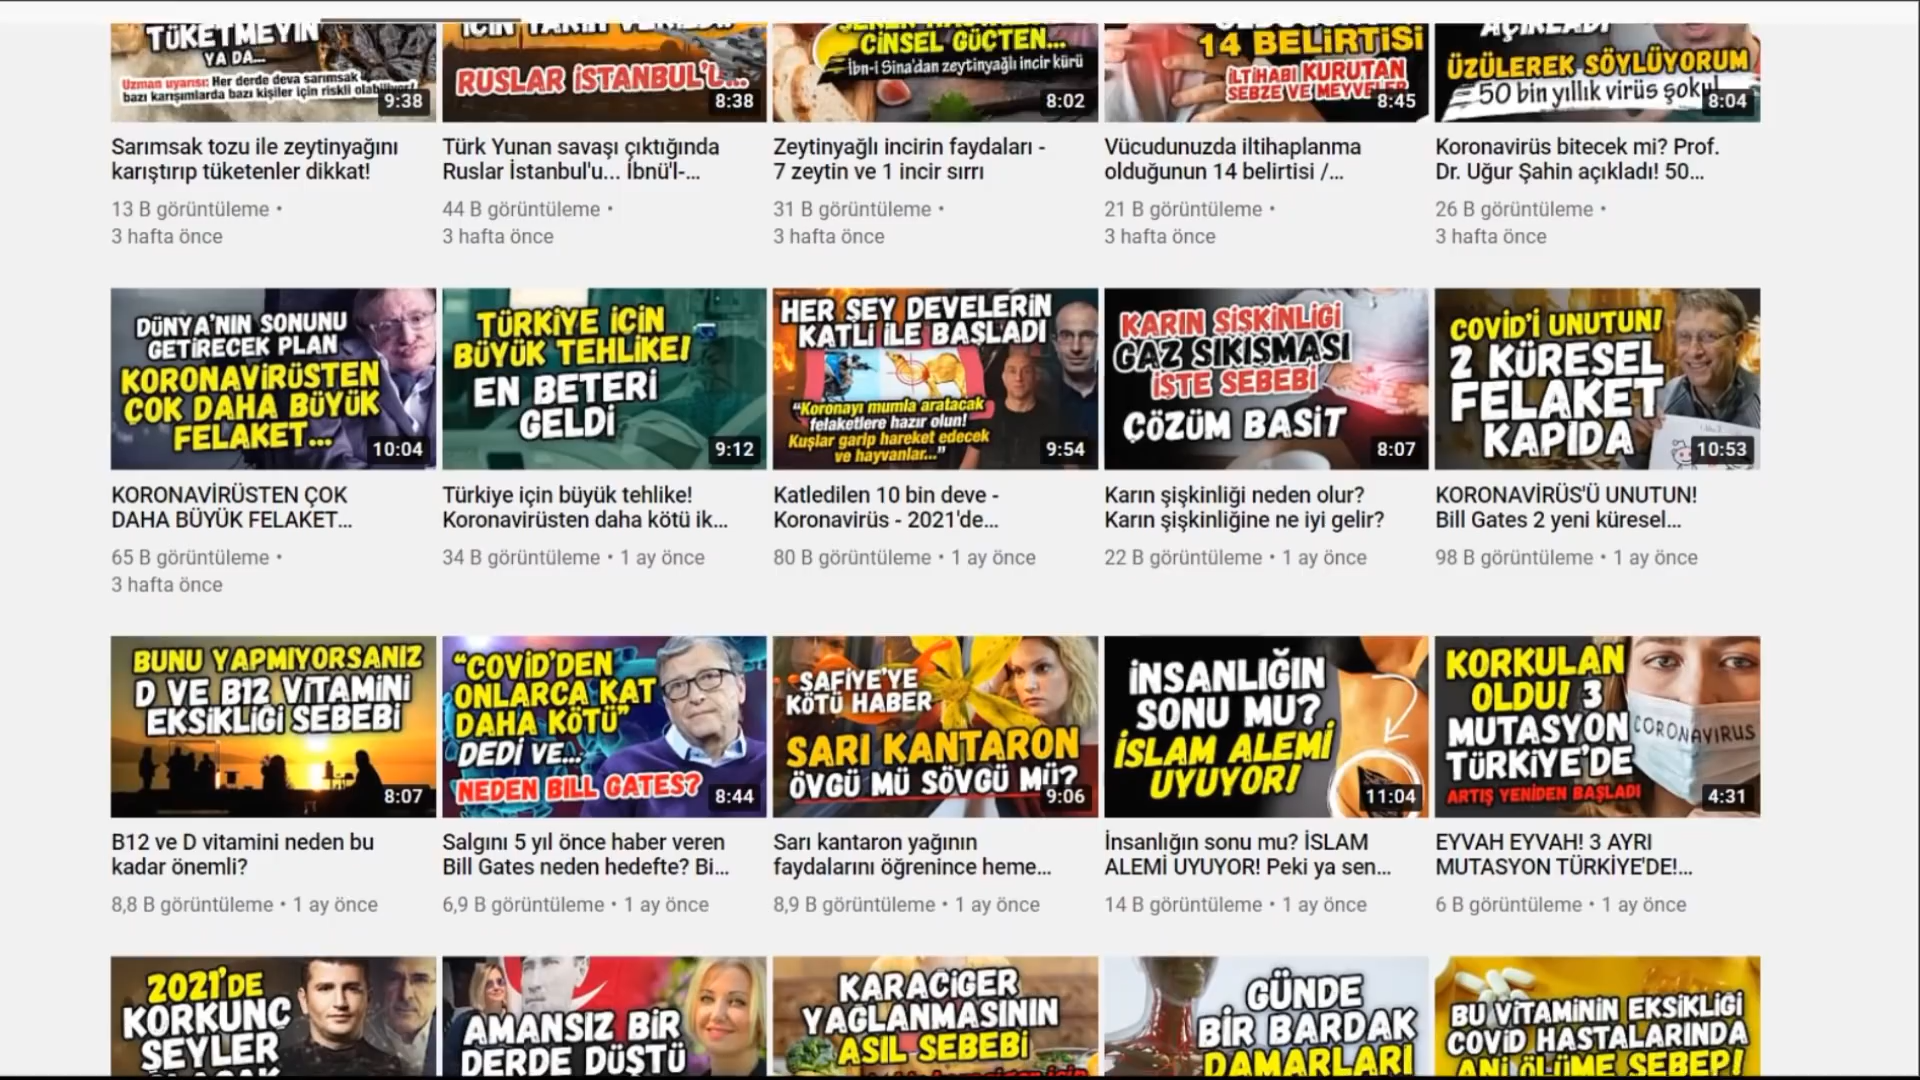 TÜKETMEYİN
YA DA...
Uzman uyarısı: Her derde deva sarımsak
bazı karışımlarda bazı kişiler için riskli
9:38
RUSLAR İSTANBUL'U...
8:38
CİNSEL GÜÇTEN...
İbn-i Sina'dan zeytinyağlı incir kürü
8:02
14 BELİRTİSİ
İLTİHABI KURUTAN
SEBZE VE MEYVELER
8:45
AÇIKLADI
ÜZÜLEREK SÖYLÜYORUM
50 bin yıllık virüs şoku!
8:04
Sarımsak tozu ile zeytinyağını
karıştırıp tüketenler dikkat!
13 B görüntüleme •
3 hafta önce
Türk Yunan savaşı çıktığında
Ruslar İstanbul'u... İbnü'l-...
44 B görüntüleme •
3 hafta önce
Zeytinyağlı incirin faydaları -
7 zeytin ve 1 incir sırrı
31 B görüntüleme •
3 hafta önce
Vücudunuzda iltihaplanma
olduğunun 14 belirtisi /...
21 B görüntüleme •
3 hafta önce
Koronavirüs bitecek mi? Prof.
Dr. Uğur Şahin açıkladı! 50...
26 B görüntüleme •
3 hafta önce
DÜNYA'NIN SONUNU
GETİRECEK PLAN
KORONAVİRÜSTEN
ÇOK DAHA BÜYÜK
FELAKET...
10:04
TÜRKİYE İÇİN
BÜYÜK TEHLİKE!
EN BETERİ
GELDİ
9:12
HER ŞEY DEVELERİN
KATLİ İLE BAŞLADI
"Koronayı mumla aratacak
felaketlere hazır olun!
Kuşlar garip hareket edecek
ve hayvanlar..."
9:54
KARIN ŞİŞKİNLİĞİ
GAZ SIKIŞMASI
İŞTE SEBEBİ
ÇÖZÜM BASİT
8:07
COVİD'İ UNUTUN!
2 KÜRESEL
FELAKET
KAPIDA
10:53
KORONAVİRÜSTEN ÇOK
DAHA BÜYÜK FELAKET...
65 B görüntüleme •
3 hafta önce
Türkiye için büyük tehlike!
Koronavirüsten daha kötü ik...
34 B görüntüleme • 1 ay önce
Katledilen 10 bin deve -
Koronavirüs - 2021'de...
80 B görüntüleme • 1 ay önce
Karın şişkinliği neden olur?
Karın şişkinliğine ne iyi gelir?
22 B görüntüleme • 1 ay önce
KORONAVİRÜS'Ü UNUTUN!
Bill Gates 2 yeni küresel...
98 B görüntüleme • 1 ay önce
BUNU YAPMIYORSANIZ
D VE B12 VİTAMİNİ
EKSİKLİĞİ SEBEBİ
8:07
"COVİD'DEN
ONLARCA KAT
DAHA KÖTÜ"
DEDİ VE...
NEDEN BILL GATES?
8:44
SAFİYE'YE
KÖTÜ HABER
SARI KANTARON
ÖVGÜ MÜ SÖVGÜ MÜ?
9:06
İNSANLIĞIN
SONU MU?
İSLAM ALEMİ
UYUYOR!
11:04
KORKULAN
OLDU! 3
MUTASYON
TÜRKİYE'DE
ARTIŞ YENİDEN BAŞLADI
CORONAVIRUS
4:31
B12 ve D vitamini neden bu
kadar önemli?
8,8 B görüntüleme • 1 ay önce
Salgını 5 yıl önce haber veren
Bill Gates neden hedefte? Bi...
6,9 B görüntüleme • 1 ay önce
Sarı kantaron yağının
faydalarını öğrenince heme...
8,9 B görüntüleme • 1 ay önce
İnsanlığın sonu mu? İSLAM
ALEMİ UYUYOR! Peki ya sen...
14 B görüntüleme • 1 ay önce
EYVAH EYVAH! 3 AYRI
MUTASYON TÜRKİYE'DE!...
6 B görüntüleme • 1 ay önce
2021'DE
KORKUNÇ
ŞEYLER
AMANSIZ BİR
DERDE DÜŞTÜ
KARACİĞER
YAĞLANMASININ
ASIL SEBEBİ
GÜNDE
BİR BARDAK
DAMARLARI
BU VİTAMİNİN EKSİKLİĞİ
COVİD HASTALARINDA
ANİ ÖLÜME SEBEP!